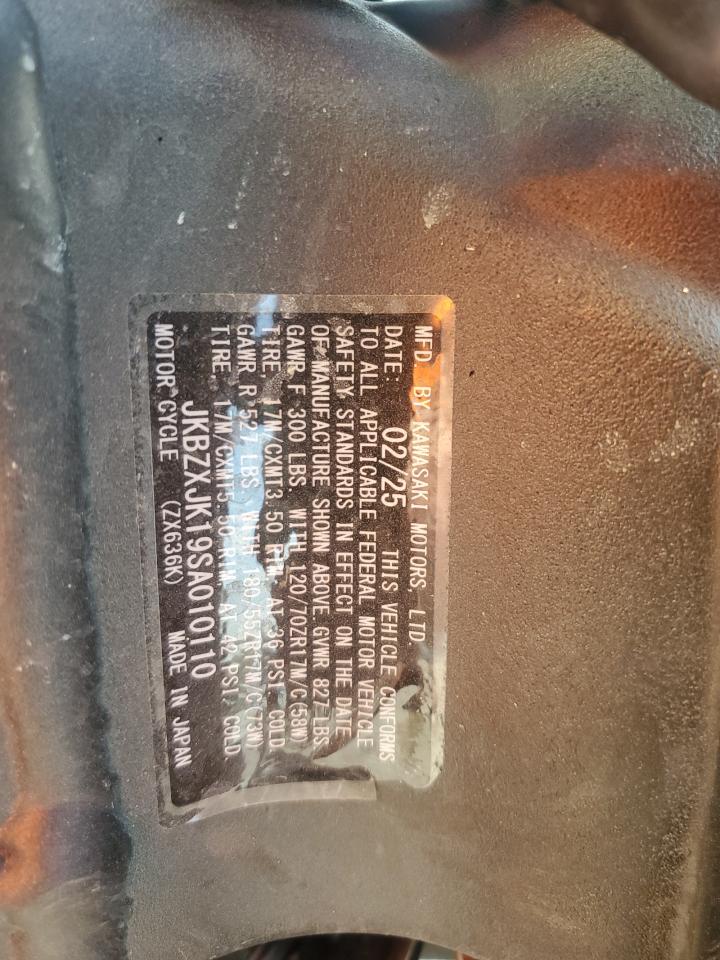 MFD. BY KAWASAKI MOTORS, LTD
DATE: 02/25 THIS VEHICLE CONFORMS
TO ALL APPLICABLE FEDERAL MOTOR VEHICLE
SAFETY STANDARDS IN EFFECT ON THE DATE
OF MANUFACTURE SHOWN ABOVE. GVWR 827 LBS
GAWR F 300 LBS WITH 120/70ZR17M/C(58W)
TIRE, 17M/CXMT3.50 RIM, AT 36 PSI COLD.
GAWR R 527 LBS WITH 180/55ZR17M/C(73W)
TIRE, 17M/CXMT5.50 RIM, AT 42 PSI COLD.
JKBZXJK19SA010110
MOTOR CYCLE (ZX636K) MADE IN JAPAN